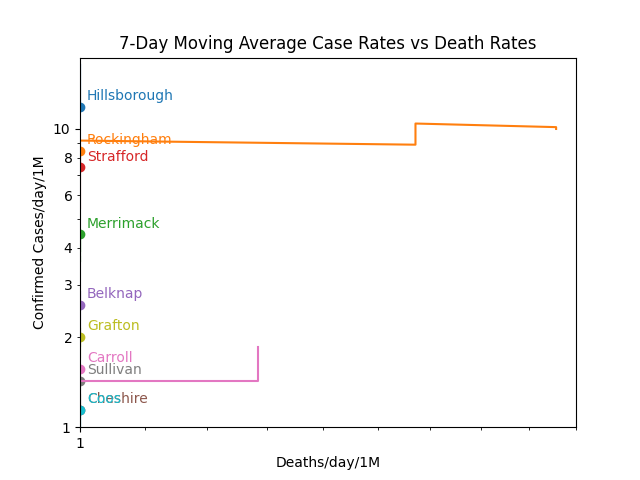 7-Day Moving Average Case Rates vs Death Rates
Hillsborough
10
Rockingham
8
Strafford
6
Merrimack
4
3
Belknap
2
Grafton
Carroll
Sullivan
Cheshire
1
1
Confirmed Cases/day/1M
Deaths/day/1M